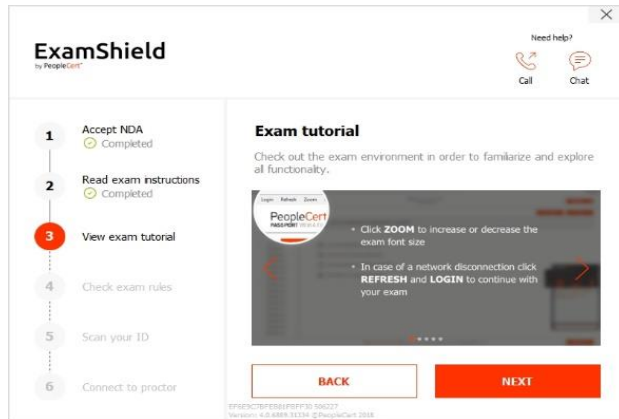 Need help?
ExamShield
by PeopleCert
Call
Chat
1
Accept NDA
Completed
2
Read exam instructions
Completed
3
View exam tutorial
4
Check exam rules
5
Scan your ID
6
Connect to proctor
Exam tutorial
Check out the exam environment in order to familiarize and explore
all functionality.
Login Refresh Zoom
PeopleCert
PASSPORT
• Click ZOOM to increase or decrease the
exam font size
• In case of a network disconnection click
REFRESH and LOGIN to continue with
your exam
BACK
NEXT
©PeopleCert 2018